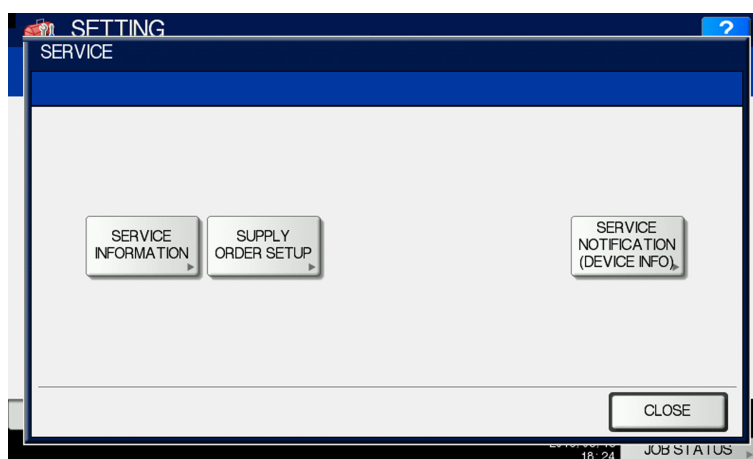 SETTING
?
SERVICE
SERVICE
INFORMATION
SUPPLY
ORDER SETUP
SERVICE
NOTIFICATION
(DEVICE INFO)
CLOSE
18:24
JOB STATUS